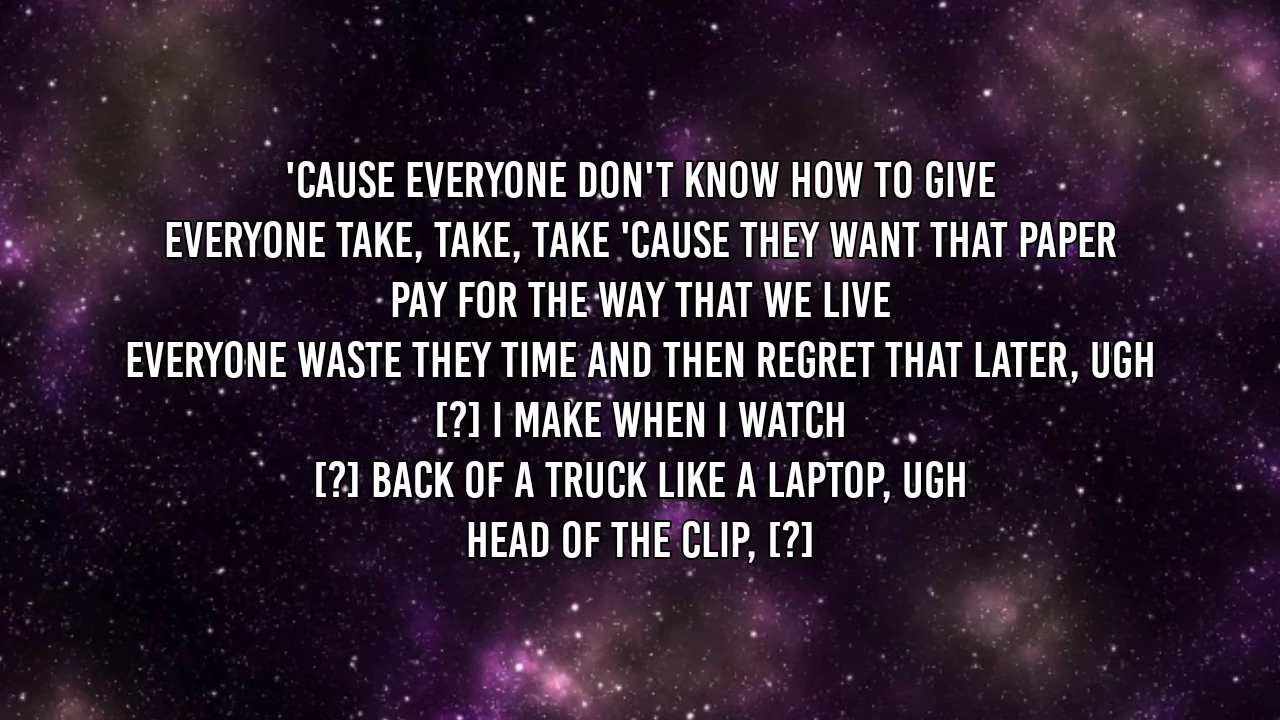 'CAUSE EVERYONE DON'T KNOW HOW TO GIVE
EVERYONE TAKE, TAKE, TAKE 'CAUSE THEY WANT THAT PAPER
PAY FOR THE WAY THAT WE LIVE
EVERYONE WASTE THEY TIME AND THEN REGRET THAT LATER, UGH
[?] I MAKE WHEN I WATCH
[?] BACK OF A TRUCK LIKE A LAPTOP, UGH
HEAD OF THE CLIP, [?]